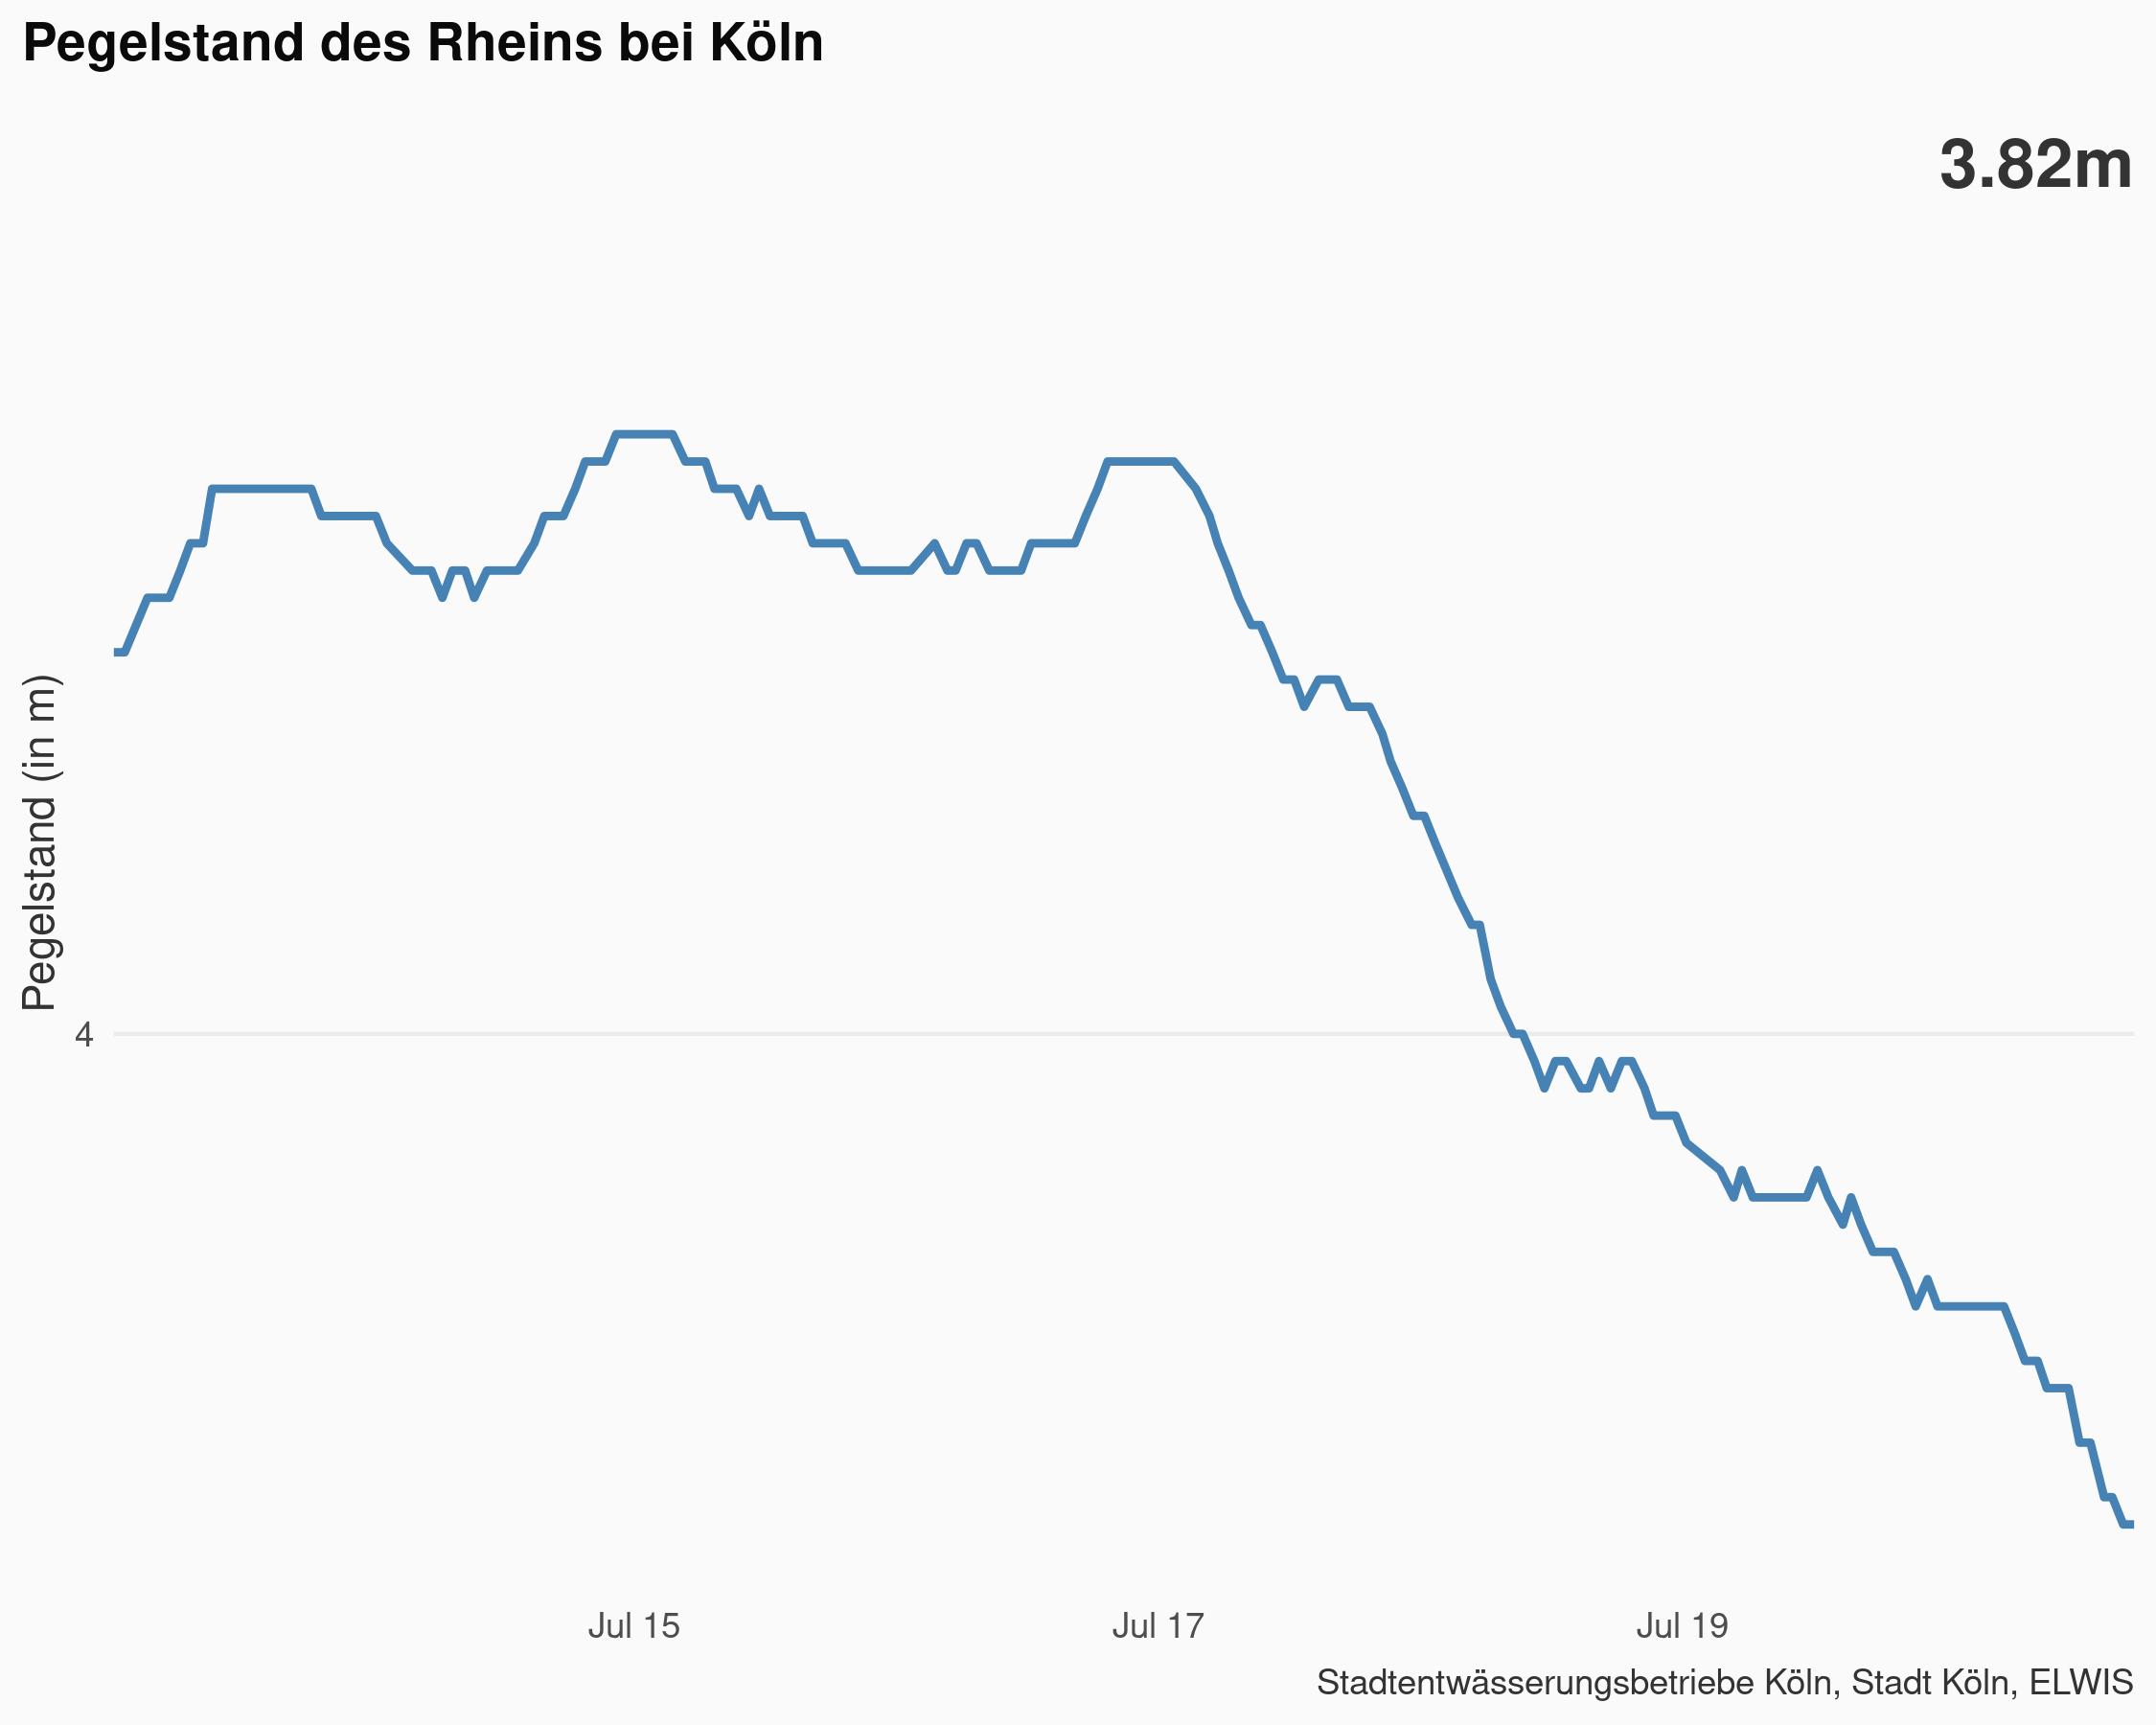 Pegelstand des Rheins bei Köln
3.82m
Pegelstand (in m)
4
Jul 15
Jul 17
Jul 19
Stadtentwässerungsbetriebe Köln, Stadt Köln, ELWIS